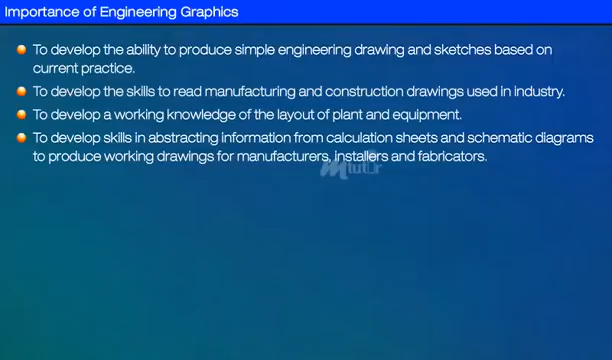 Importance of Engineering Graphics
To develop the ability to produce simple engineering drawing and sketches based on
current practice.
To develop the skills to read manufacturing and construction drawings used in industry.
To develop a working knowledge of the layout of plant and equipment.
To develop skills in abstracting information from calculation sheets and schematic diagrams
to produce working drawings for manufacturers, installers and fabricators.